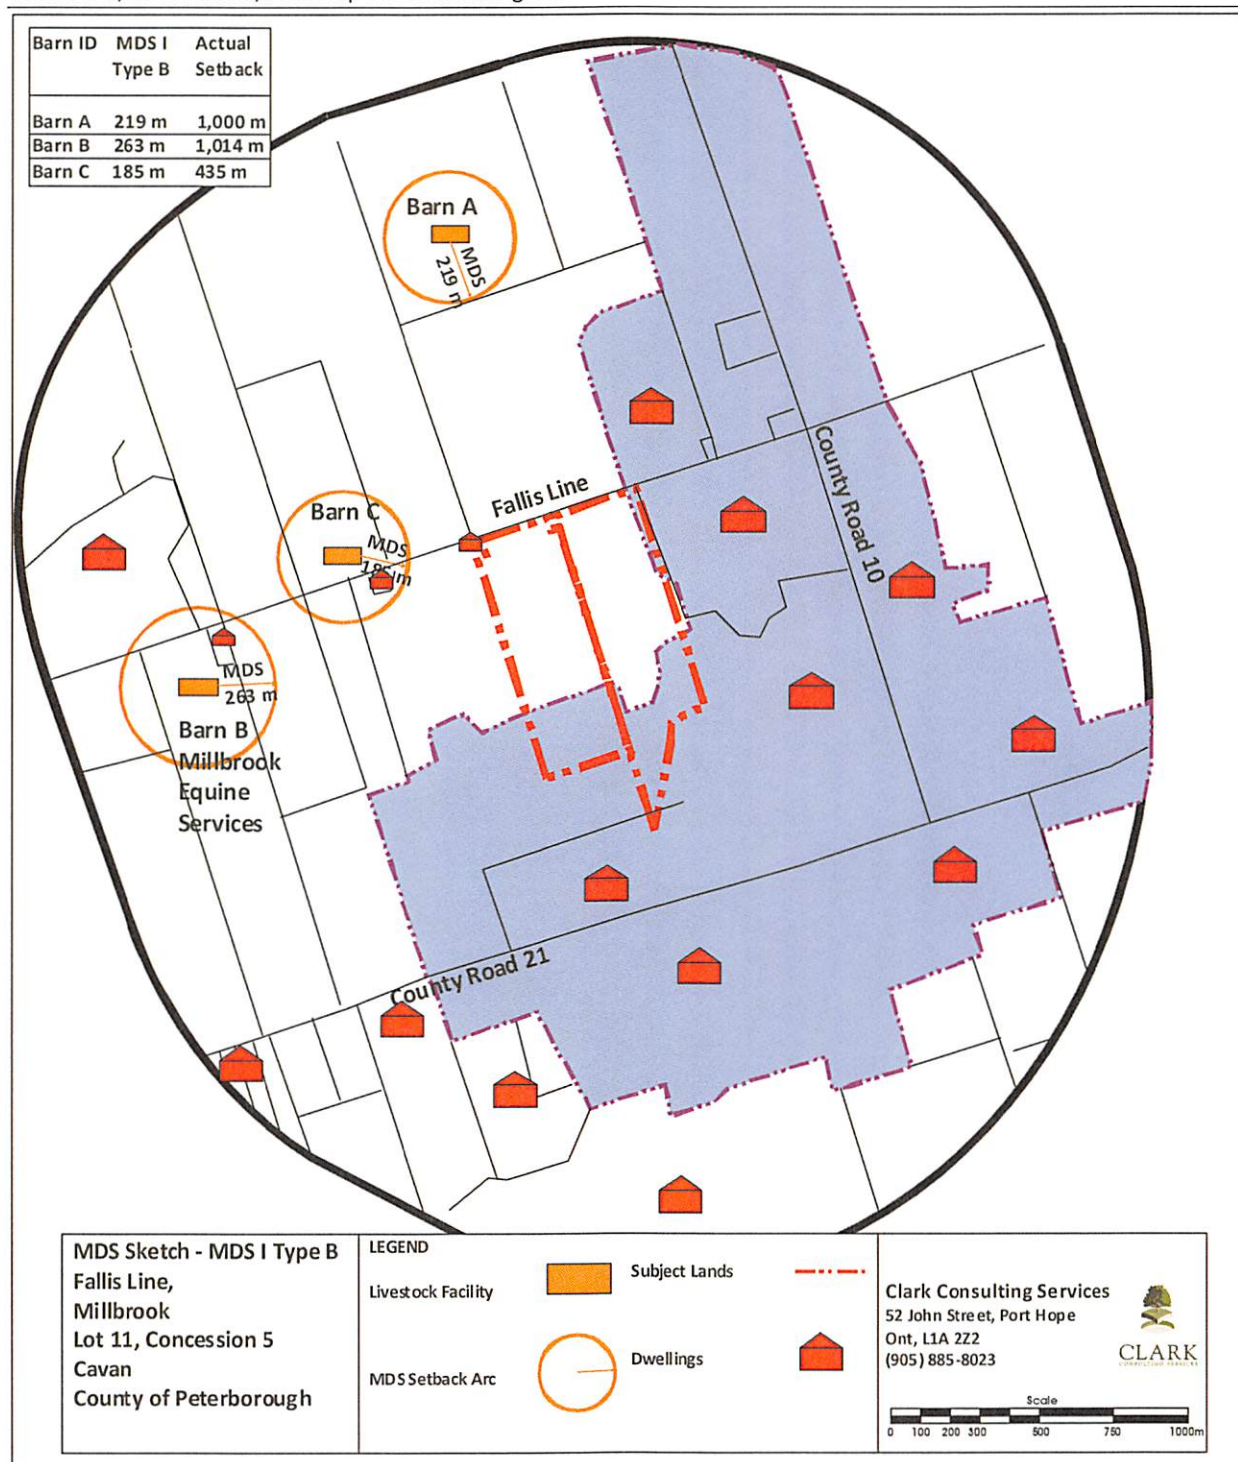 Barn ID MDS I Actual
Type B Setback
Barn A 219 m 1,000 m
Barn B 263 m 1,014 m
Barn C 185 m 435 m
Barn A
MDS
219 m
Fallis Line
County Road 10
Barn C
MDS
MDS
263 m
Barn B
Millbrook
Equine
Services
County Road 21
MDS Sketch - MDS I Type B
Fallis Line,
Millbrook
Lot 11, Concession 5
Cavan
County of Peterborough
LEGEND
Livestock Facility
MDS Setback Arc
Subject Lands
Dwellings
Clark Consulting Services
52 John Street, Port Hope
Ont, L1A 2Z2
(905) 885-8023
CLARK
CONSULTING SERVICES
Scale
0 100 200 300 500 750 1000m